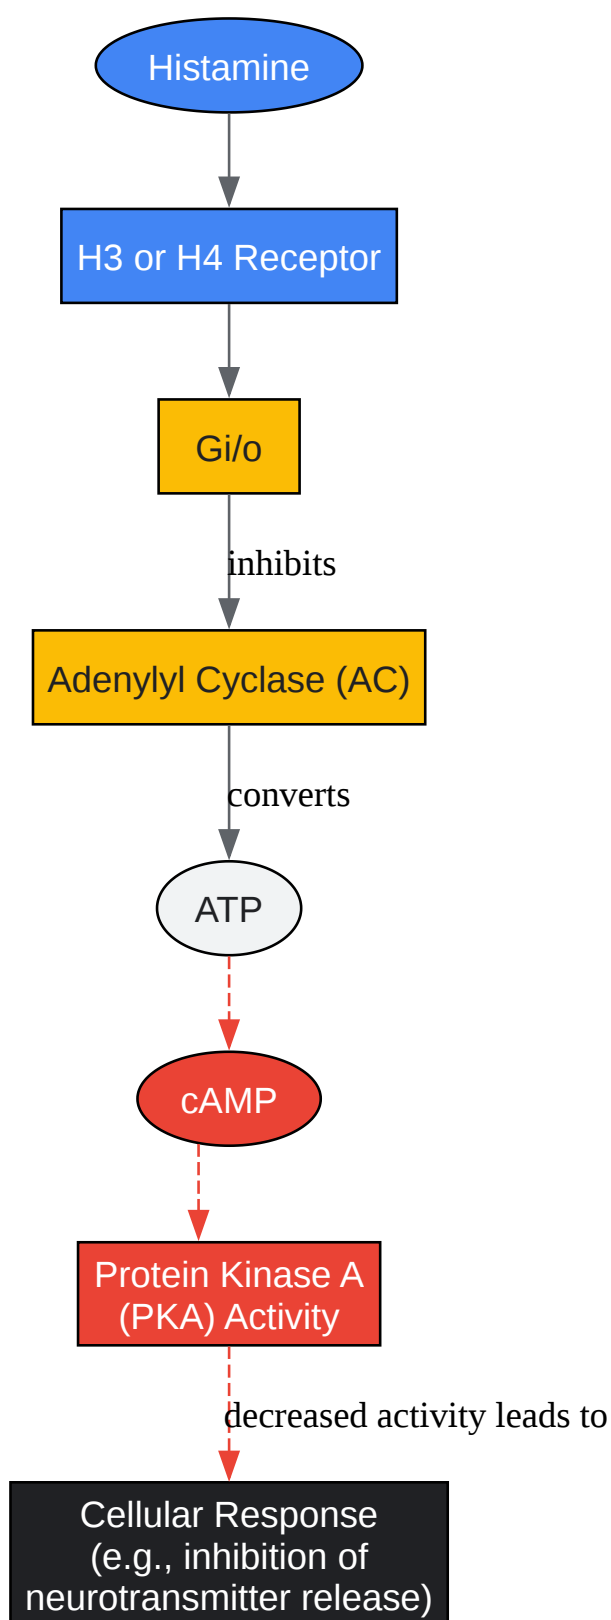 Histamine
H3 or H4 Receptor
Gi/o
inhibits
Adenylyl Cyclase (AC)
converts
ATP
cAMP
Protein Kinase A
(PKA) Activity
decreased activity leads to
Cellular Response
(e.g., inhibition of
neurotransmitter release)